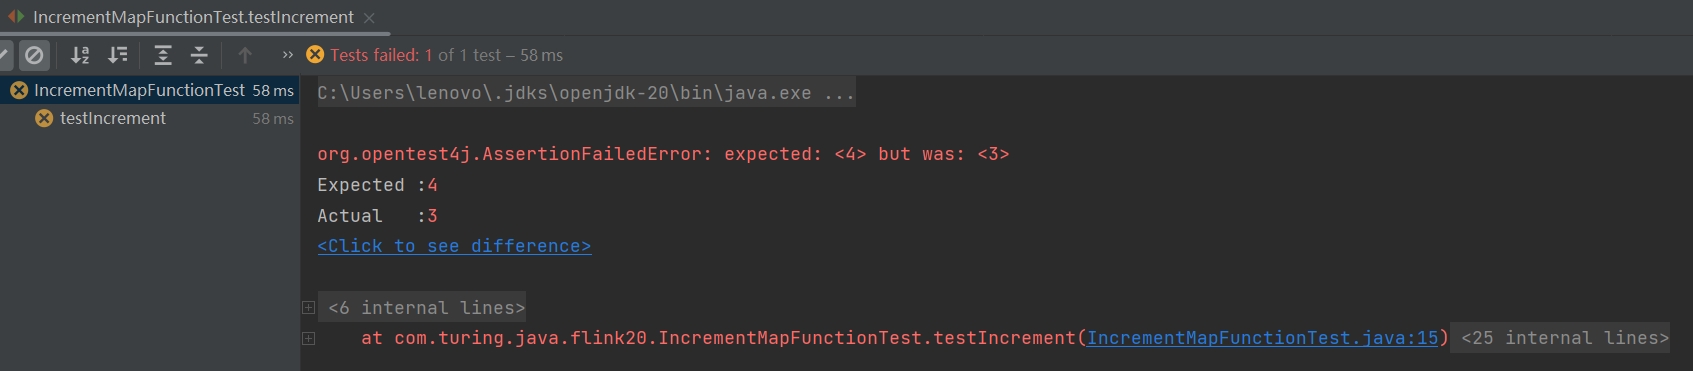 IncrementMapFunctionTest.testIncrement
Tests failed: 1 of 1 test – 58 ms
IncrementMapFunctionTest 58 ms
testIncrement 58 ms
C:\Users\lenovo\.jdks\openjdk-20\bin\java.exe ...
org.opentest4j.AssertionFailedError: expected: <4> but was: <3>
Expected :4
Actual   :3
<Click to see difference>
<6 internal lines>
at com.turing.java.flink20.IncrementMapFunctionTest.testIncrement(IncrementMapFunctionTest.java:15) <25 internal lines>